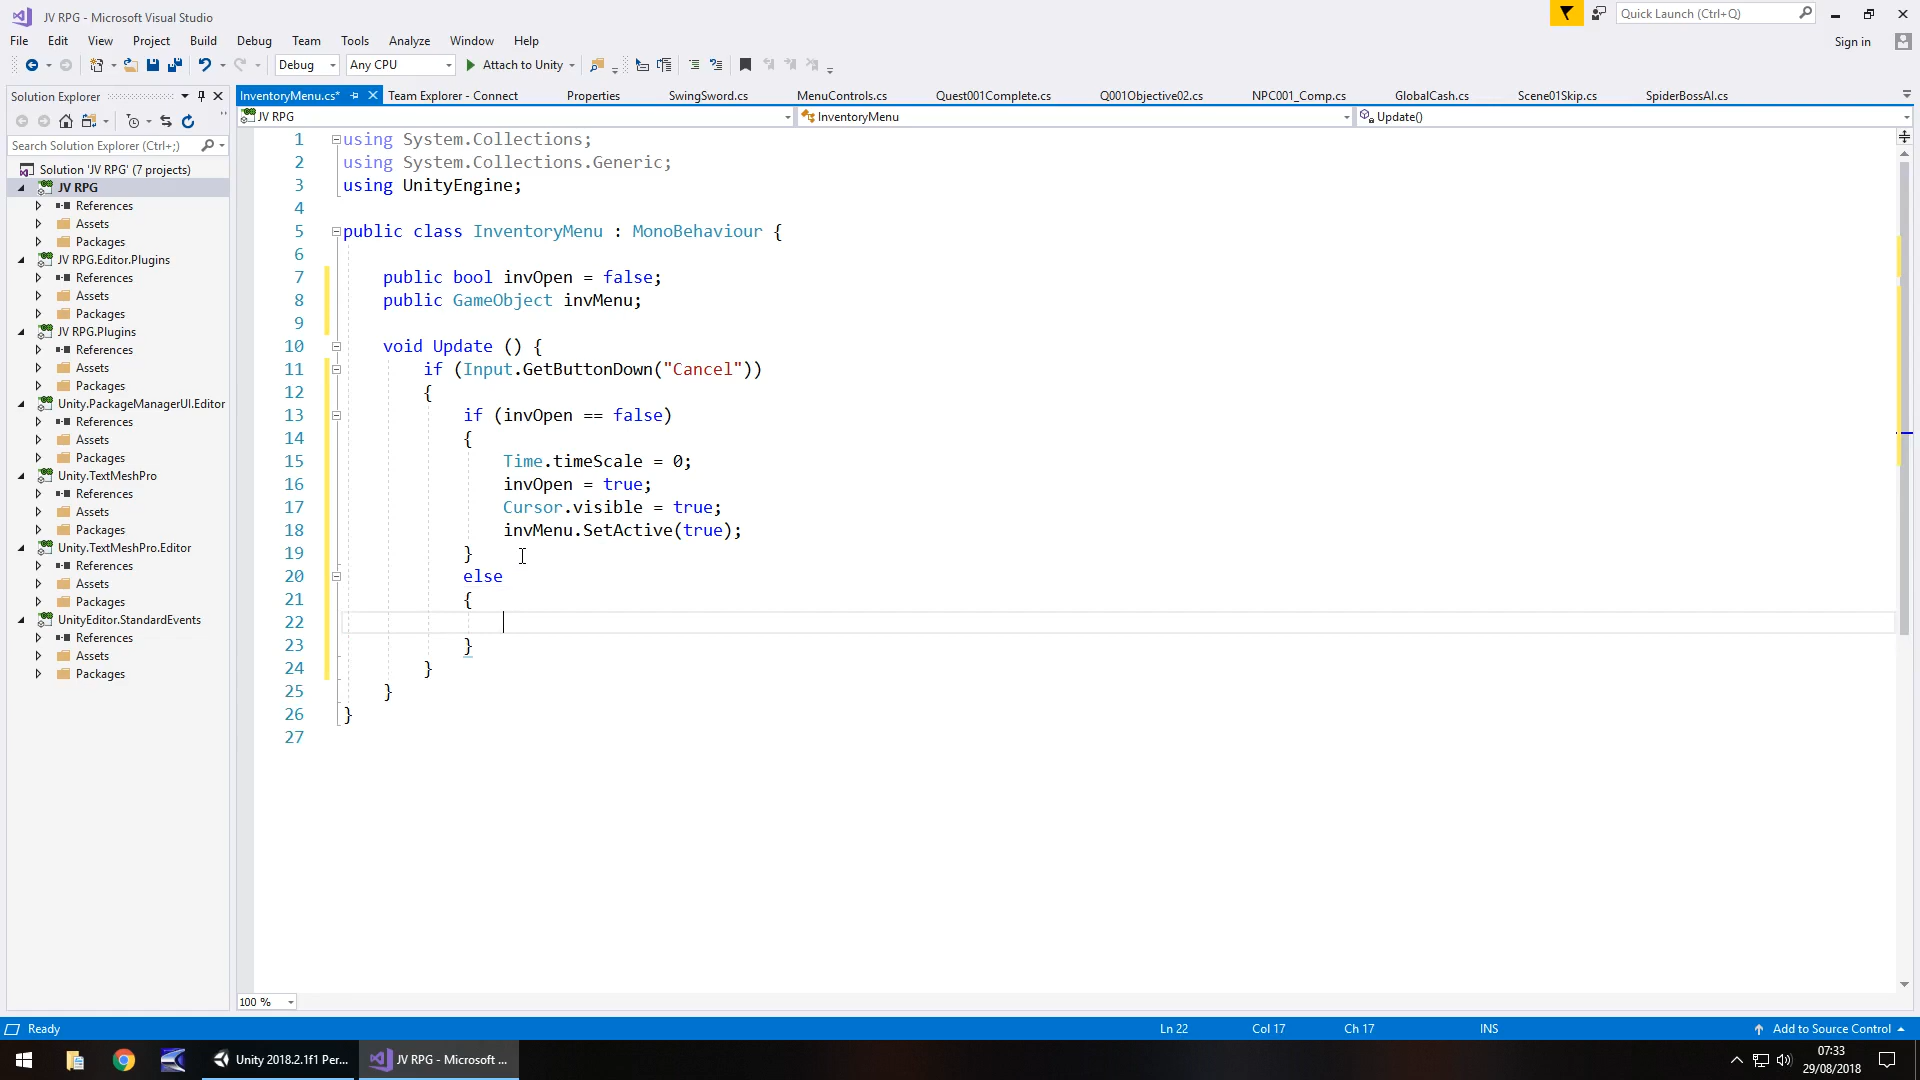 JV RPG - Microsoft Visual Studio
Quick Launch (Ctrl+Q)
File Edit View Project Build Debug Team Tools Analyze Window Help
Sign in
Debug Any CPU Attach to Unity
Solution Explorer
InventoryMenu.cs* Team Explorer - Connect Properties SwingSword.cs MenuControls.cs Quest001Complete.cs Q001Objective02.cs NPC001_Comp.cs GlobalCash.cs Scene01Skip.cs SpiderBossAI.cs
JV RPG InventoryMenu Update()
Search Solution Explorer (Ctrl+;)
Solution 'JV RPG' (7 projects)
JV RPG
References
Assets
Packages
JV RPG.Editor.Plugins
References
Assets
Packages
JV RPG.Plugins
References
Assets
Packages
Unity.PackageManagerUI.Editor
References
Assets
Packages
Unity.TextMeshPro
References
Assets
Packages
Unity.TextMeshPro.Editor
References
Assets
Packages
UnityEditor.StandardEvents
References
Assets
Packages
1 using System.Collections;
2 using System.Collections.Generic;
3 using UnityEngine;
4
5 public class InventoryMenu : MonoBehaviour {
6
7 public bool invOpen = false;
8 public GameObject invMenu;
9
10 void Update () {
11 if (Input.GetButtonDown("Cancel"))
12 {
13 if (invOpen == false)
14 {
15 Time.timeScale = 0;
16 invOpen = true;
17 Cursor.visible = true;
18 invMenu.SetActive(true);
19 }
20 else
21 {
22
23 }
24 }
25 }
26 }
27
100 %
Ready Ln 22 Col 17 Ch 17 INS Add to Source Control
Unity 2018.2.1f1 Per... JV RPG - Microsoft ...
07:33
29/08/2018